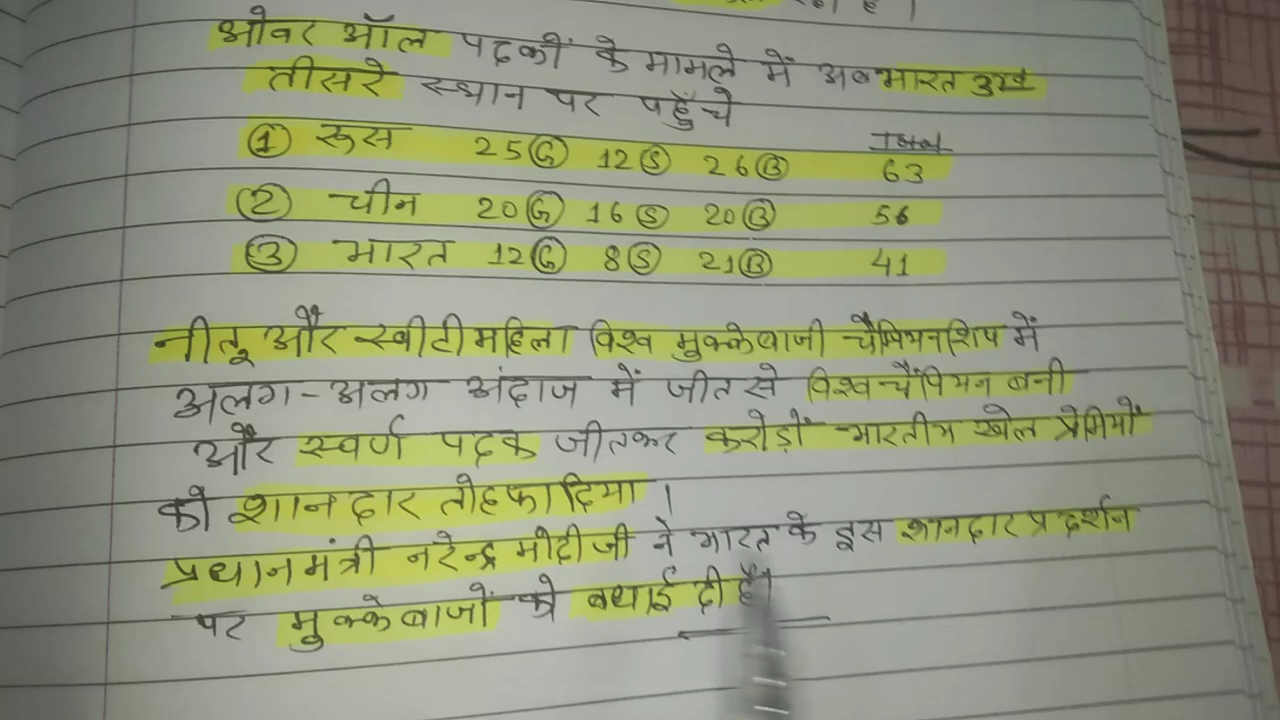 ओवर ऑल पदकों के मामले में अब भारत
तीसरे स्थान पर पहुँचे
① रूस 25Ⓖ 12Ⓢ 26Ⓑ 63
② चीन 20Ⓖ 16Ⓢ 20Ⓑ 56
③ भारत 12Ⓖ 8Ⓢ 21Ⓑ 41
नीतू और स्वीटी महिला विश्व मुक्केबाजी चैंपियनशिप में
अलग-अलग अंदाज में जीत से विश्व चैंपियन बनी
और स्वर्ण पदक जीतकर करोड़ों भारतीय खेल प्रेमियों
को शानदार तोहफा दिया।
प्रधानमंत्री नरेन्द्र मोदी जी ने भारत के इस शानदार प्रदर्शन
पर मुक्केबाजों को बधाई दी है।